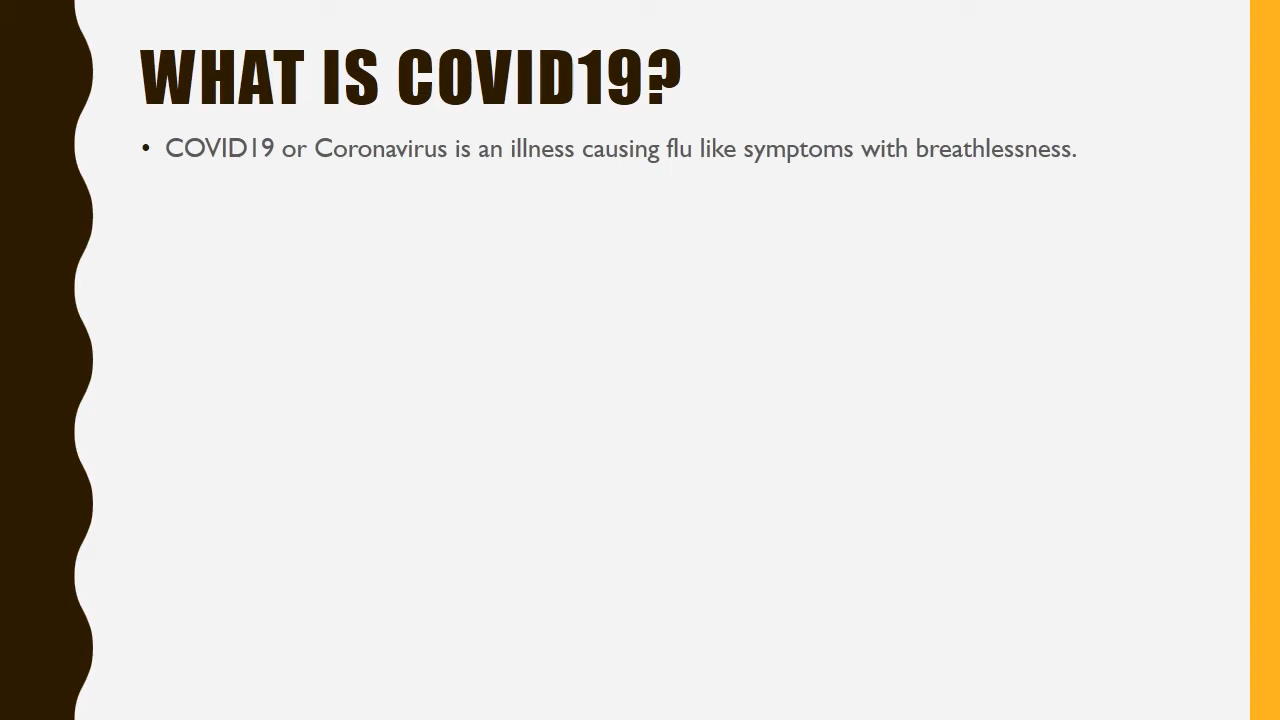 WHAT IS COVID19?
• COVID19 or Coronavirus is an illness causing flu like symptoms with breathlessness.